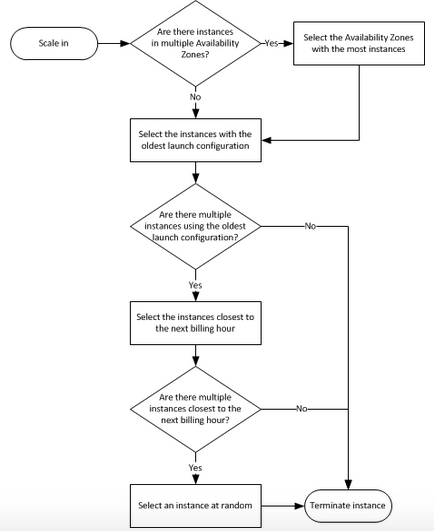 Are there instances
in multiple Availability
Zones?
Scale in
Yes
Select the Availability Zones
with the most instances
No
Select the instances with the
oldest launch configuration
Are there multiple
instances using the oldest
launch configuration?
No
Yes
Select the instances closest to
the next billing hour
Are there multiple
instances closest to the
next billing hour?
No
Yes
Select an instance at random
Terminate instance